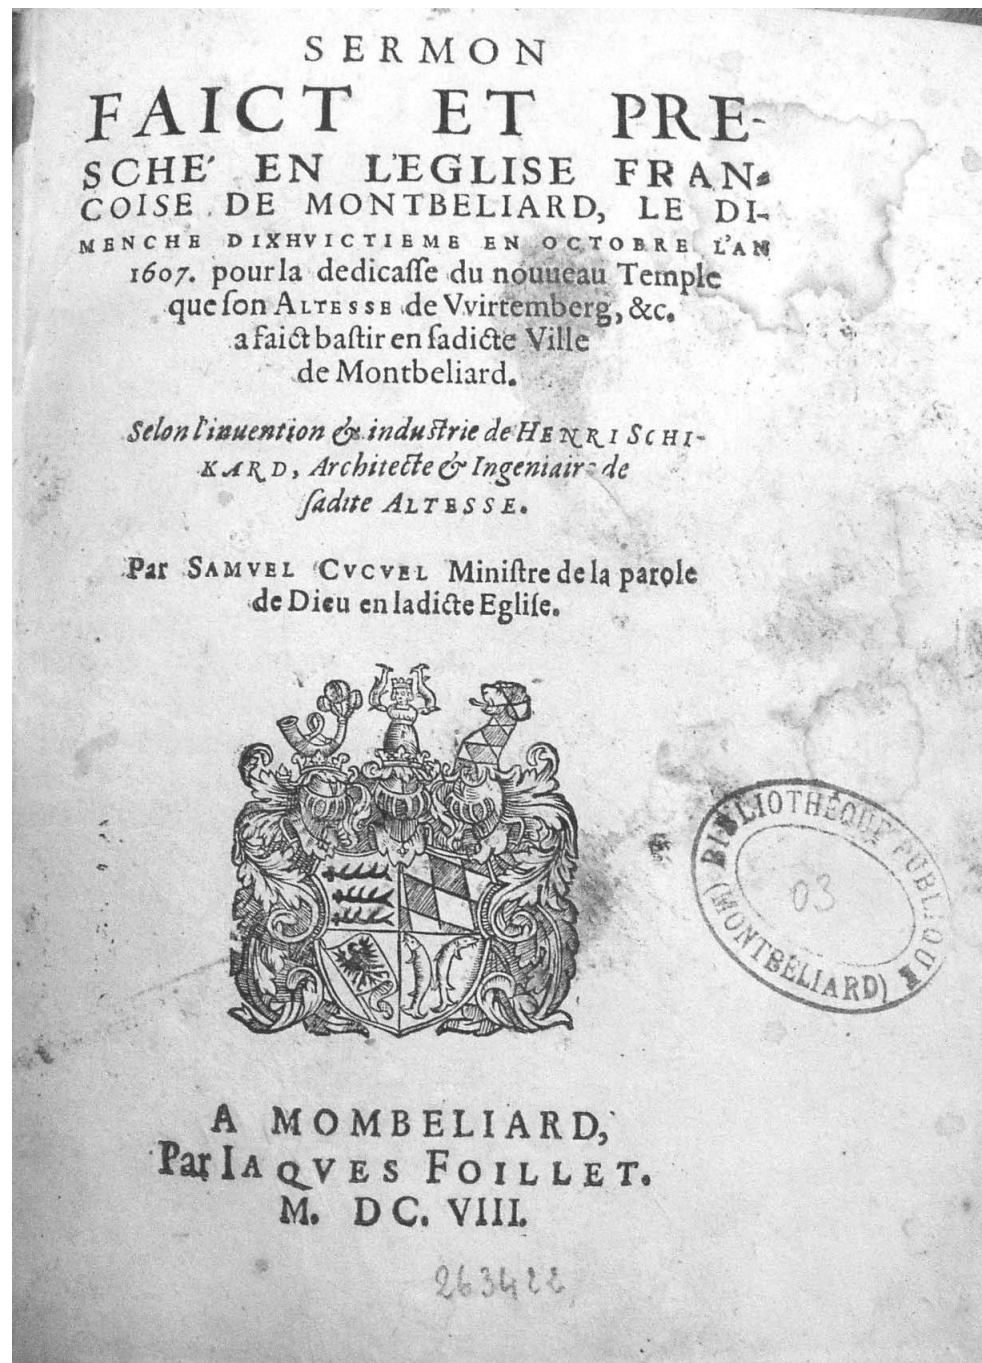 SERMON
FAICT ET PRE-
SCHE' EN L'EGLISE FRAN-
COISE DE MONTBELIARD, LE DI-
MENCHE DIXHVICTIEME EN OCTOBRE L'AN
1607. pour la dedicasse du nouueau Temple
que son ALTESSE de VVirtemberg, &c.
a faict bastir en sadicte Ville
de Montbeliard.
Selon l'inuention & industrie de HENRI SCHI-
KARD, Architecte & Ingeniaire de
sadite ALTESSE.
Par SAMVEL CVCVEL Ministre de la parole
de Dieu en ladicte Eglise.
BIBLIOTHÈQUE PUBLIQUE
(MONTBÉLIARD)
03
A MOMBELIARD,
Par IAQVES FOILLET.
M. DC. VIII.
263422